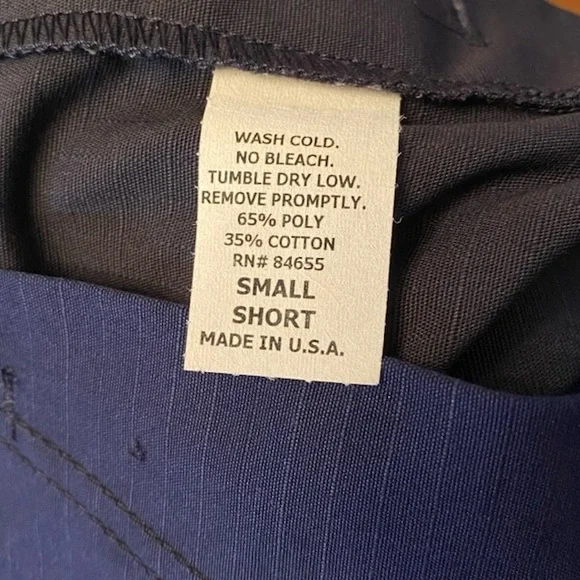 WASH COLD.
NO BLEACH.
TUMBLE DRY LOW.
REMOVE PROMPTLY.
65% POLY
35% COTTON
RN# 84655
SMALL
SHORT
MADE IN U.S.A.